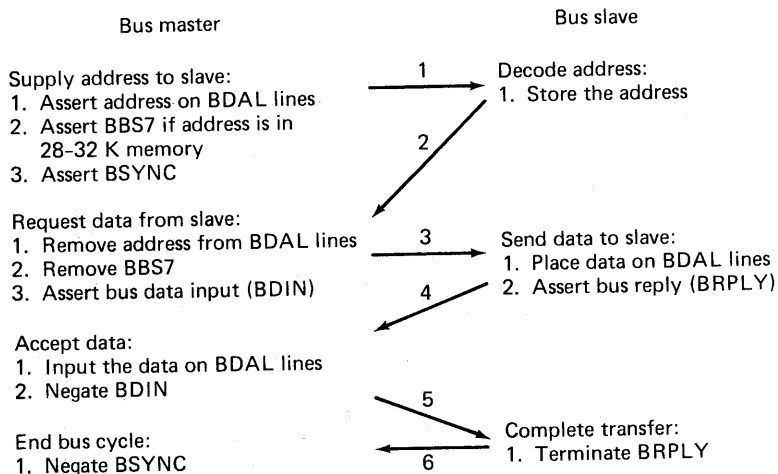 Bus master
Bus slave
Supply address to slave:
1. Assert address on BDAL lines
2. Assert BBS7 if address is in
28-32 K memory
3. Assert BSYNC
1
Decode address:
1. Store the address
2
Request data from slave:
1. Remove address from BDAL lines
2. Remove BBS7
3. Assert bus data input (BDIN)
3
Send data to slave:
1. Place data on BDAL lines
2. Assert bus reply (BRPLY)
4
Accept data:
1. Input the data on BDAL lines
2. Negate BDIN
5
Complete transfer:
1. Terminate BRPLY
6
End bus cycle:
1. Negate BSYNC